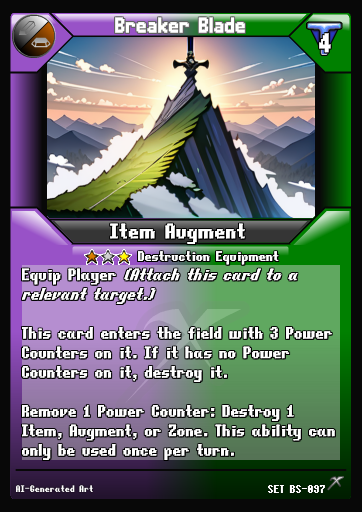 Breaker Blade
4
Item Augment
Destruction Equipment
Equip Player (Attach this card to a
relevant target.)
This card enters the field with 3 Power
Counters on it. If it has no Power
Counters on it, destroy it.
Remove 1 Power Counter: Destroy 1
Item, Augment, or Zone. This ability can
only be used once per turn.
AI-Generated Art
SET BS-097